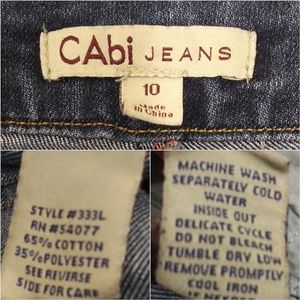 CAbi JEANS
10
Made
in China
STYLE #333L
RN #54077
65% COTTON
35% POLYESTER
SEE REVERSE
SIDE FOR CARE
MACHINE WASH
SEPARATELY COLD
WATER
INSIDE OUT
DELICATE CYCLE
DO NOT BLEACH
TUMBLE DRY LOW
REMOVE PROMPTLY
COOL IRON
IF NEEDED